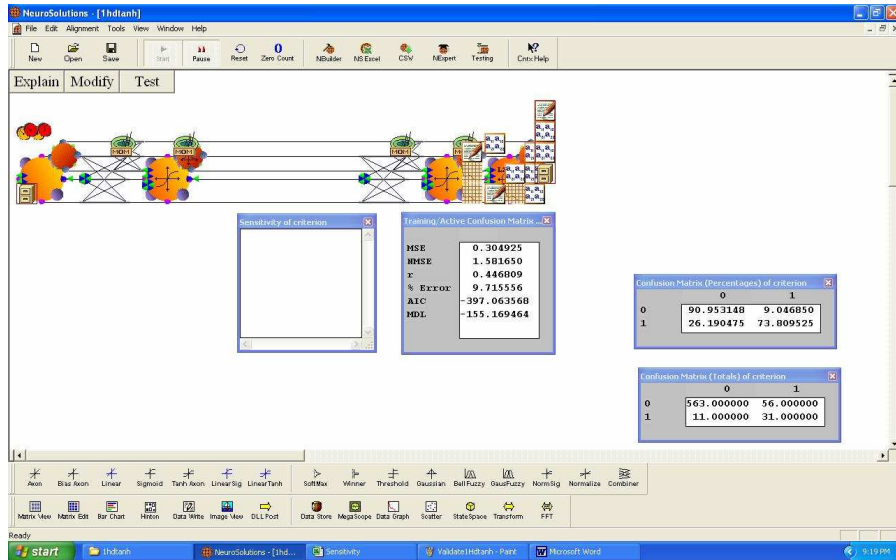 NeuroSolutions - [1hdtanh]
File Edit Alignment Tools View Window Help
New Open Save Start Pause Reset Zero Count NBuilder NS Excel CSW NExpert Testing Cntx Help
Explain Modify Test
MOM MOM MOM MOM
Sensitivity of criterion
Training/Active Confusion Matrix ...
MSE 0.304925
NMSE 1.581650
r 0.446809
% Error 9.715556
AIC -397.063568
MDL -155.169464
Confusion Matrix (Percentages) of criterion
0 1
0 90.953148 9.046850
1 26.190475 73.809525
Confusion Matrix (Totals) of criterion
0 1
0 563.000000 56.000000
1 11.000000 31.000000
Axon Bias Axon Linear Sigmoid Tanh Axon LinearSig LinearTanh SoftMax Winner Threshold Gaussian BellFuzzy GausFuzzy NormSig Normalize Combiner
Matrix View Matrix Edit Bar Chart Hinton Data Write Image View DLL Post Data Store MegaScope Data Graph Scatter StateSpace Transform FFT
Ready
start 1hdtanh NeuroSolutions - [1hd... Sensitivity Validate1Hdtanh - Paint Microsoft Word 9:19 PM